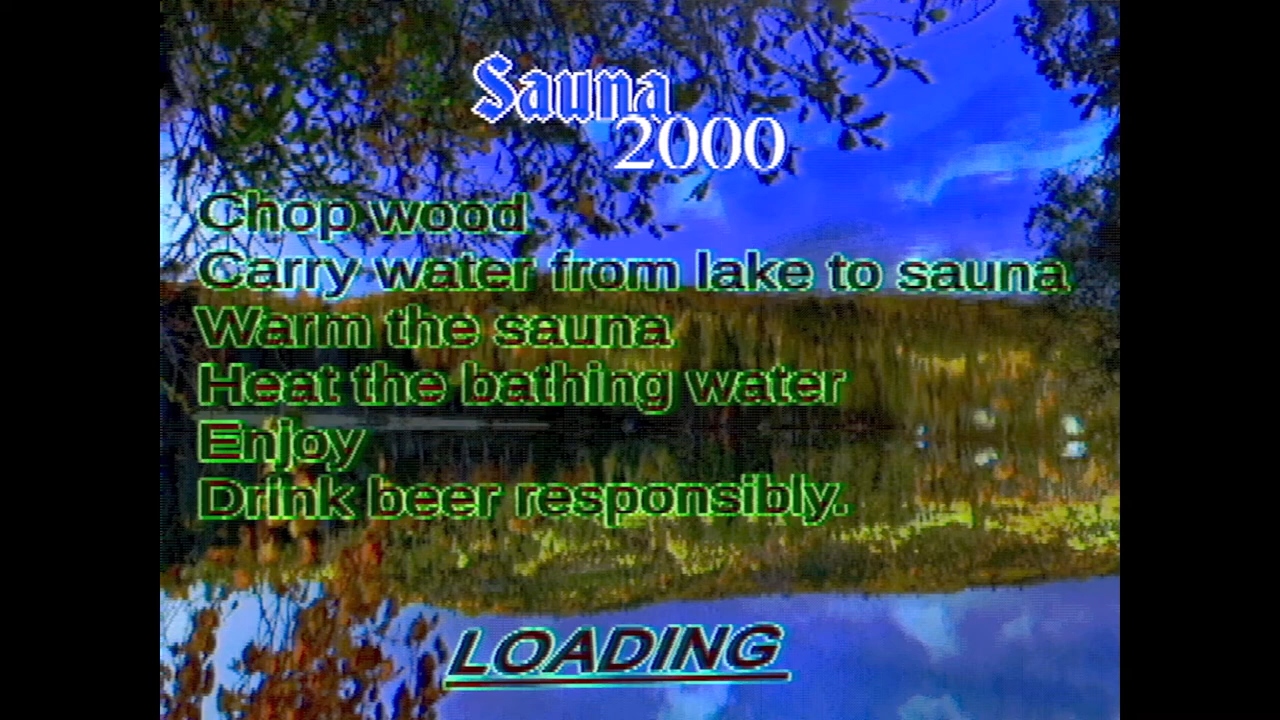 Sauna
2000
Chop wood
Carry water from lake to sauna
Warm the sauna
Heat the bathing water
Enjoy
Drink beer responsibly.
LOADING